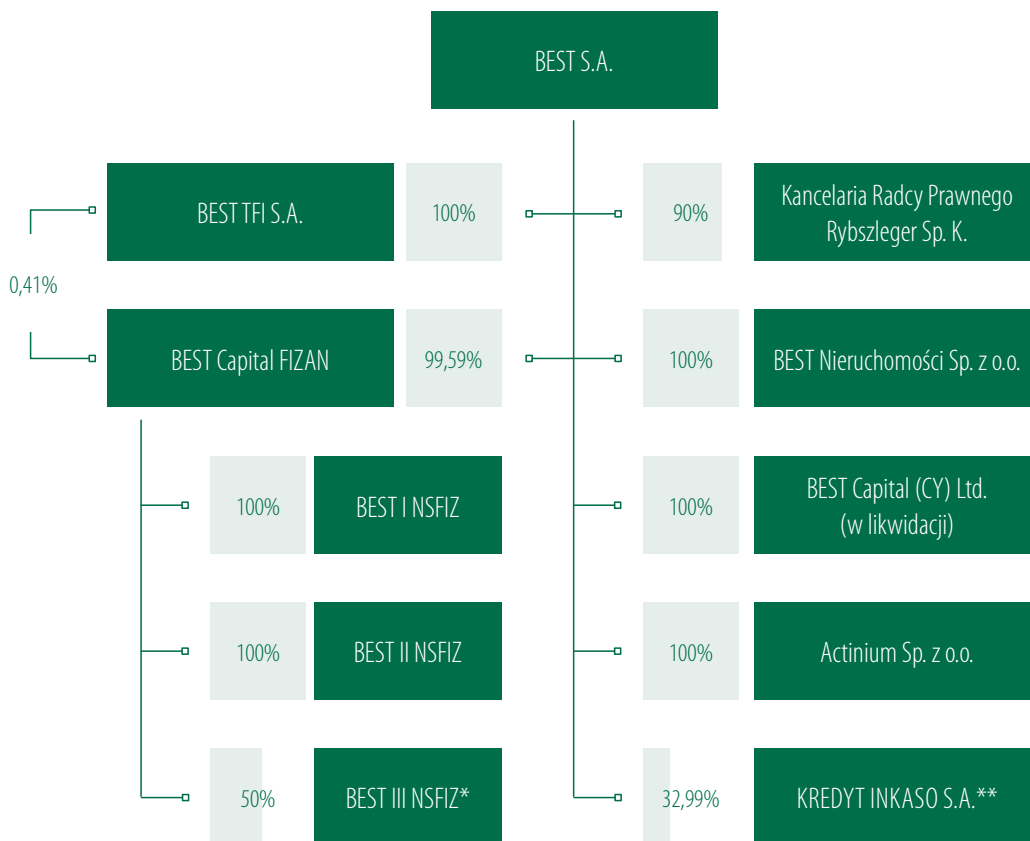 BEST S.A.
BEST TFI S.A.
100%
90%
Kancelaria Radcy Prawnego
Rybszleger Sp. K.
0,41%
BEST Capital FIZAN
99,59%
100%
BEST Nieruchomości Sp. z o.o.
100%
BEST I NSFIZ
100%
BEST Capital (CY) Ltd.
(w likwidacji)
100%
BEST II NSFIZ
100%
Actinium Sp. z o.o.
50%
BEST III NSFIZ*
32,99%
KREDYT INKASO S.A.**